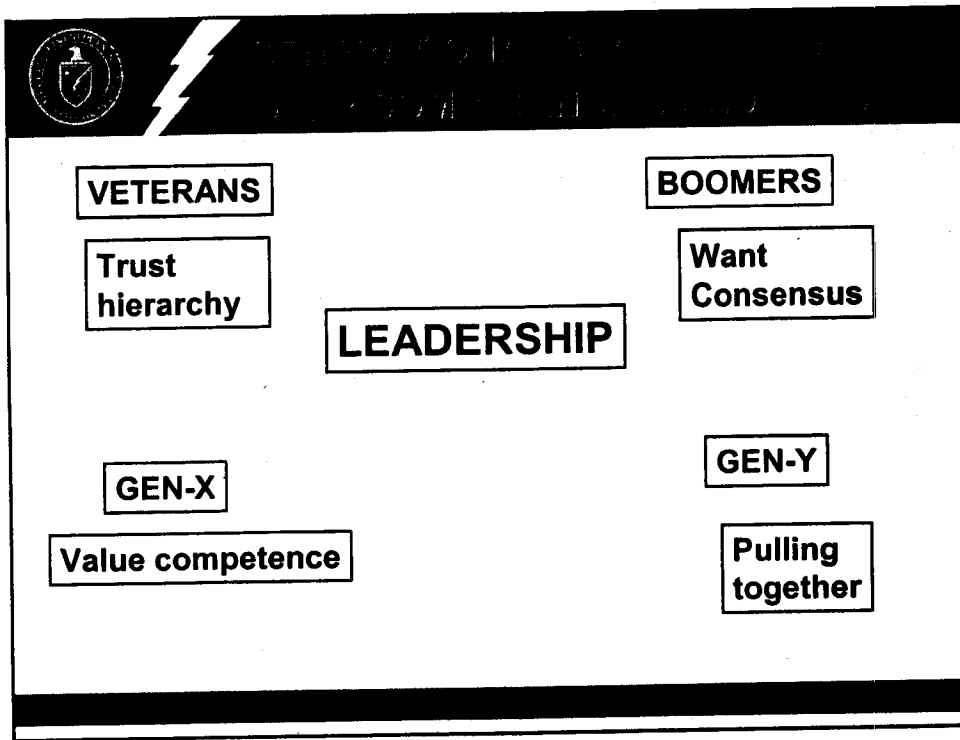 VETERANS
BOOMERS
Trust
hierarchy
Want
Consensus
LEADERSHIP
GEN-X
GEN-Y
Value competence
Pulling
together